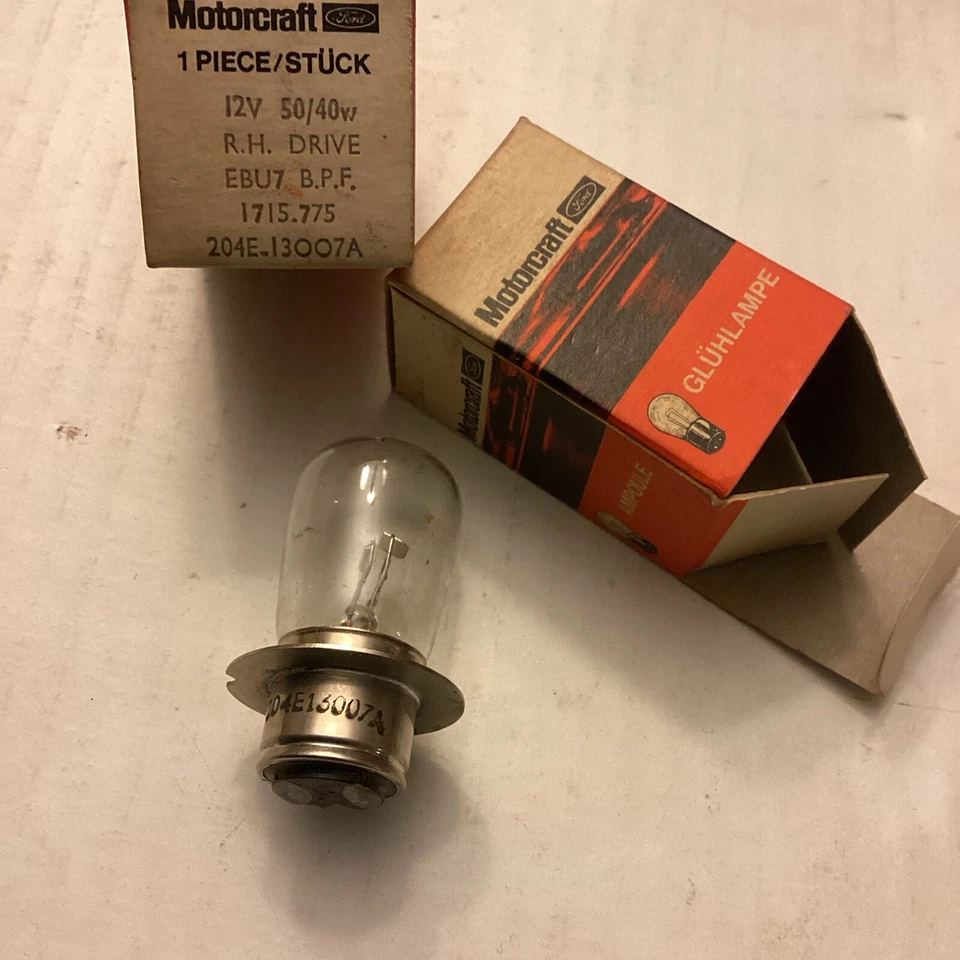 Motorcraft Ford
1 PIECE/STÜCK
12V 50/40w
R.H. DRIVE
EBU7 B.P.F.
1715.775
204E-13007A
Motorcraft Ford
GLÜHLAMPE
Motorcraft Ford
AMPOULE
204E13007A